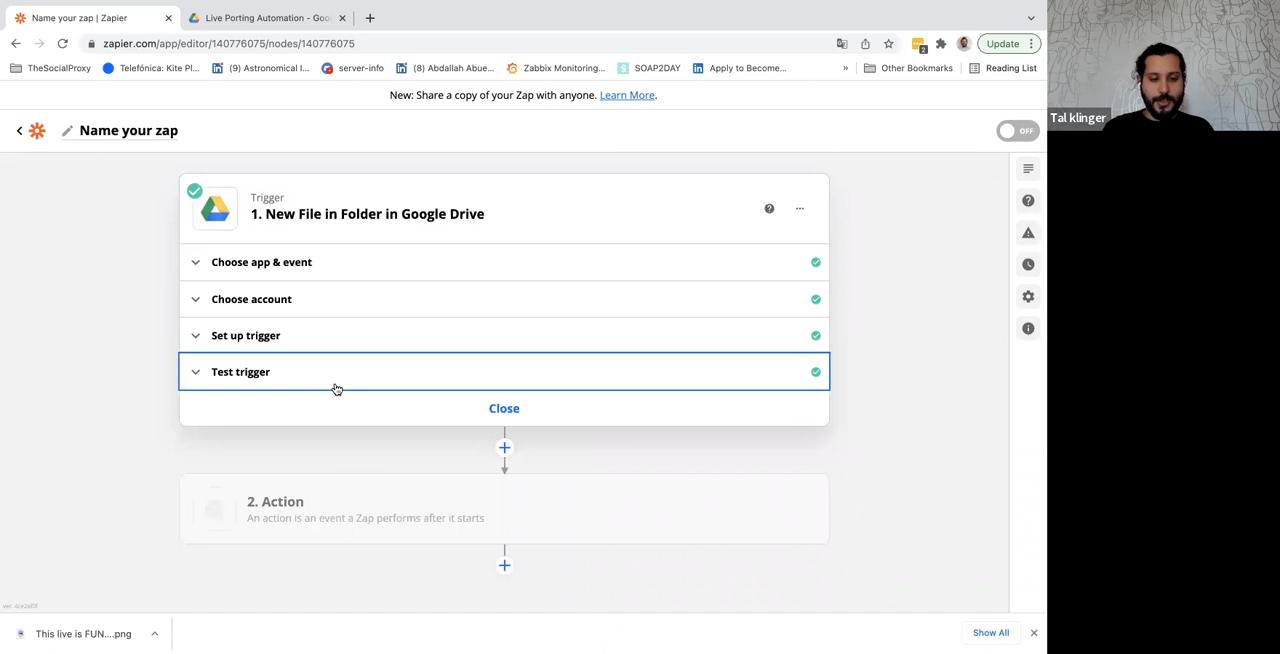 Name your zap | Zapier
Live Porting Automation - Goo
zapier.com/app/editor/140776075/nodes/140776075
2
Update
TheSocialProxy
Telefónica: Kite Pl...
(9) Astronomical I...
server-info
(8) Abdance Abue...
Zabbix Monitoring...
SOAP2DAY
Apply to Become...
»
Other Bookmarks
Reading List
New: Share a copy of your Zap with anyone. Learn More.
Name your zap
OFF
Tal klinger
Trigger
1. New File in Folder in Google Drive
Choose app & event
Choose account
Set up trigger
Test trigger
Close
2. Action
An action is an event a Zap performs after it starts
This live is FUN....png
Show All